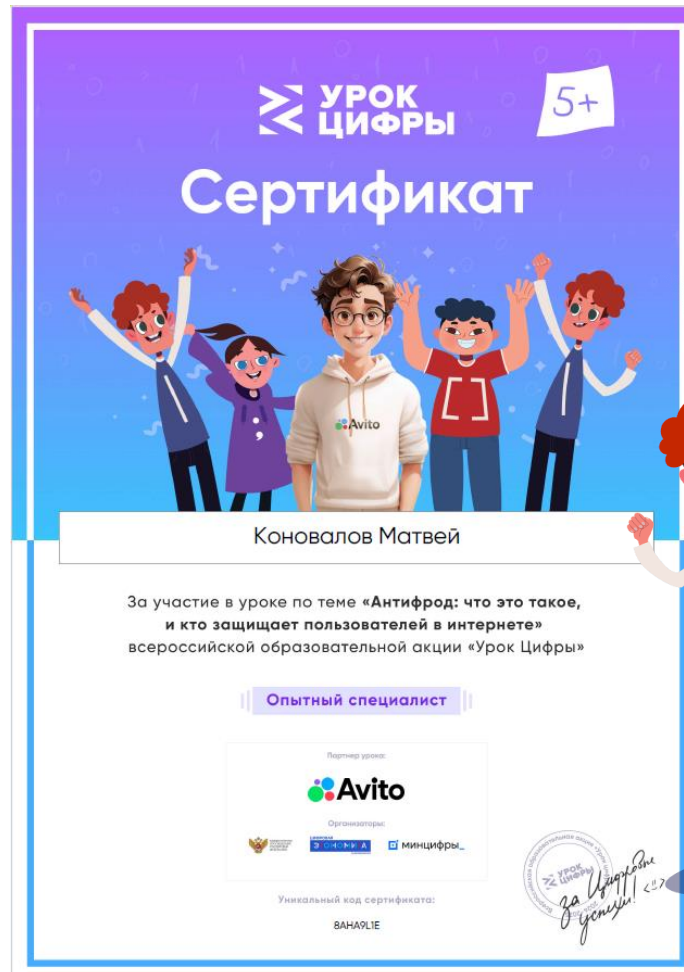 УРОК
ЦИФРЫ
5+
Сертификат
Avito
Коновалов Матвей
За участие в уроке по теме «Антифрод: что это такое,
и кто защищает пользователей в интернете»
всероссийской образовательной акции «Урок Цифры»
Опытный специалист
Партнер урока:
Avito
Организаторы:
ЦИФРОВАЯ
ЭКОНОМИКА
минцифры_
Уникальный код сертификата:
8AHA9L1E
УРОК
ЦИФРЫ
за Цифровые
успехи! <!!>